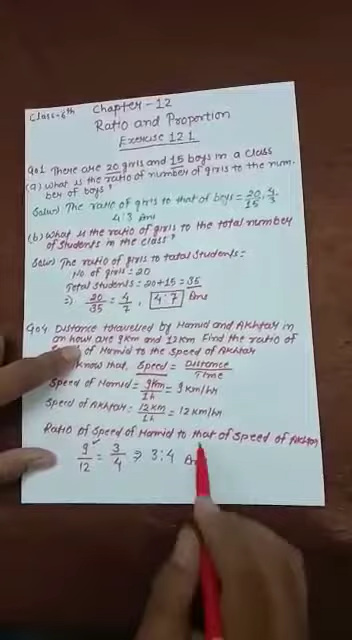 Class-6th Chapter-12
Ratio and Proportion
Exercise 12.1
Q01 There are 20 girls and 15 boys in a class
(a) What is the ratio of number of girls to the num-
ber of boys?
Solu:) The ratio of girls to that of boys = 20/15, 4/3
4:3 Ans
(b) What is the ratio of girls to the total number
of students in the class?
Solu:) The ratio of girls to total students =
No of girls = 20
Total students = 20+15 = 35
⇒) 20/35 = 4/7, 4:7 Ans
Q04 Distance travelled by Hamid and Akhtar in
an hour are 9km and 12km Find the ratio of
of Hamid to the Speed of Akhtar
know that, Speed = Distance/Time
Speed of Hamid = 9km/1h = 9km/hr
Speed of Akhtar = 12km/1h = 12km/hr
Ratio of Speed of Hamid to that of speed of Akhtar
9/12 = 3/4 ⇒ 3:4 An